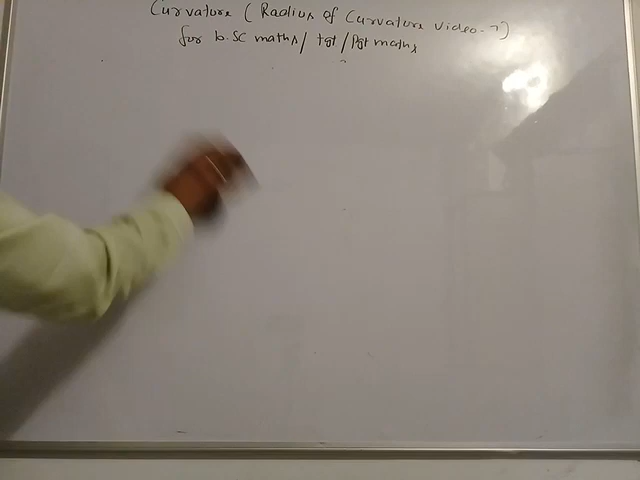 Curvature ( Radius of Curvature video-7)
for b.sc maths / tgt / pgt maths